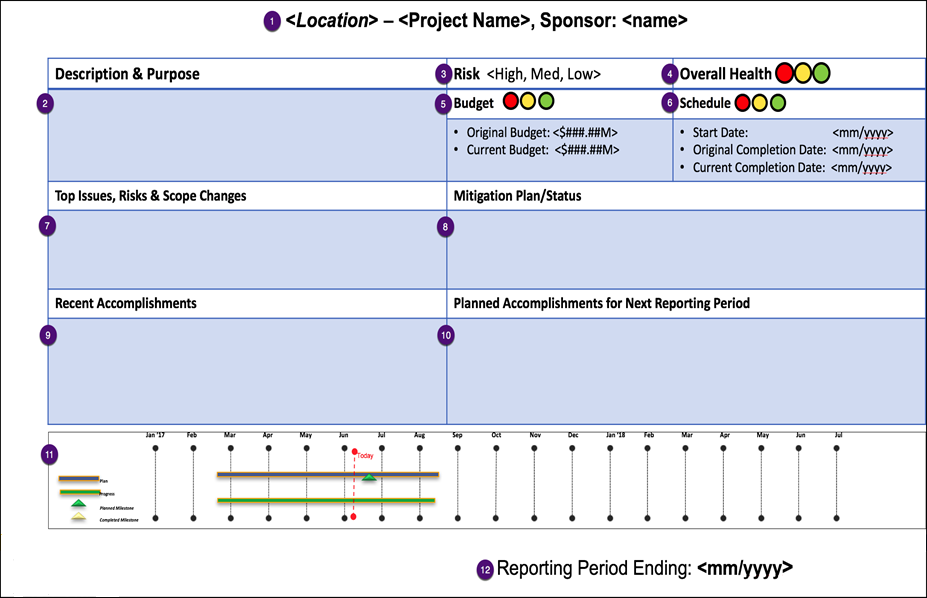 1 <Location> – <Project Name>, Sponsor: <name>
Description & Purpose
3 Risk <High, Med, Low>
4 Overall Health
2
5 Budget
6 Schedule
• Original Budget: <$###.##M>
• Current Budget: <$###.##M>
• Start Date: <mm/yyyy>
• Original Completion Date: <mm/yyyy>
• Current Completion Date: <mm/yyyy>
Top Issues, Risks & Scope Changes
Mitigation Plan/Status
7
8
Recent Accomplishments
Planned Accomplishments for Next Reporting Period
9
10
Jan '17 Feb Mar Apr May Jun Jul Aug Sep Oct Nov Dec Jan '18 Feb Mar Apr May Jun Jul
11
Today
Plan
Progress
Planned Milestone
Completed Milestone
12 Reporting Period Ending: <mm/yyyy>